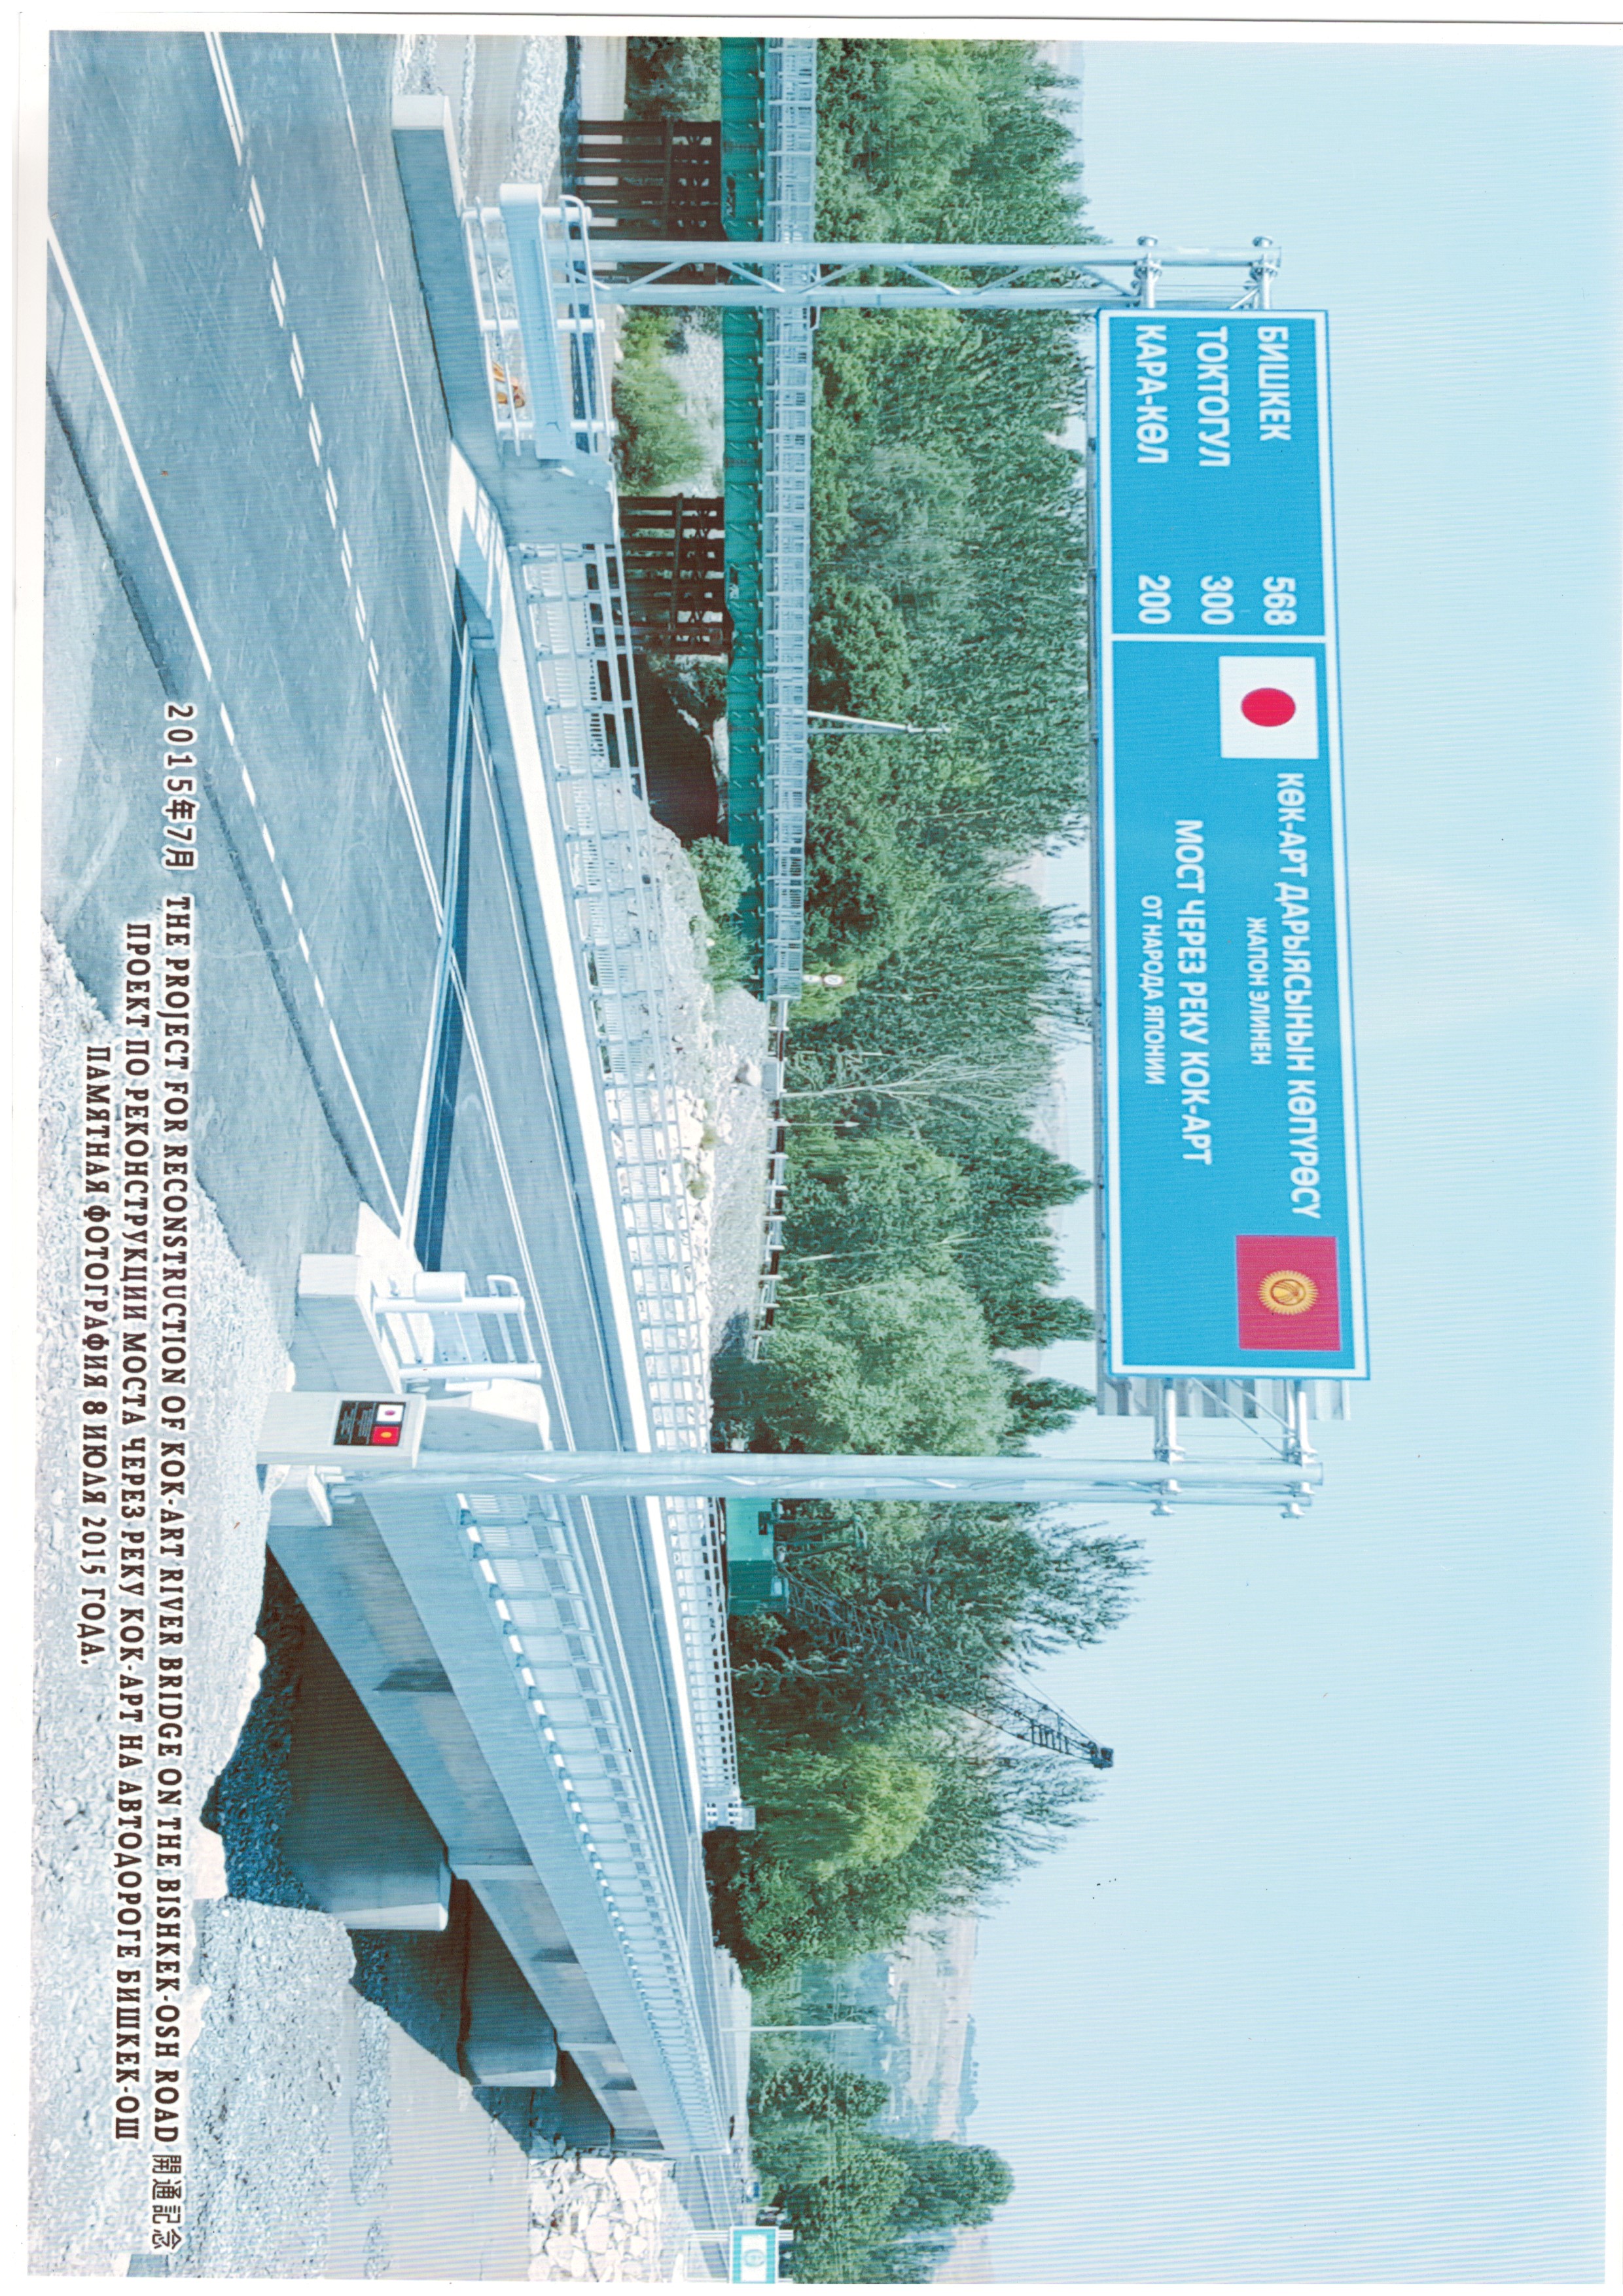 БИШКЕК 568
ТОКТОГУЛ 300
КАРА-КӨЛ 200
КӨК-АРТ ДАРЫЯСЫНЫН КӨПҮРӨСҮ
ЖАПОН ЭЛИНЕН
МОСТ ЧЕРЕЗ РЕКУ КОК-АРТ
ОТ НАРОДА ЯПОНИИ
2015年7月 THE PROJECT FOR RECONSTRUCTION OF KOK-ART RIVER BRIDGE ON THE BISHKEK-OSH ROAD 開通記念
ПРОЕКТ ПО РЕКОНСТРУКЦИИ МОСТА ЧЕРЕЗ РЕКУ КОК-АРТ НА АВТОДОРОГЕ БИШКЕК-ОШ
ПАМЯТНАЯ ФОТОГРАФИЯ 8 ИЮЛЯ 2015 ГОДА.